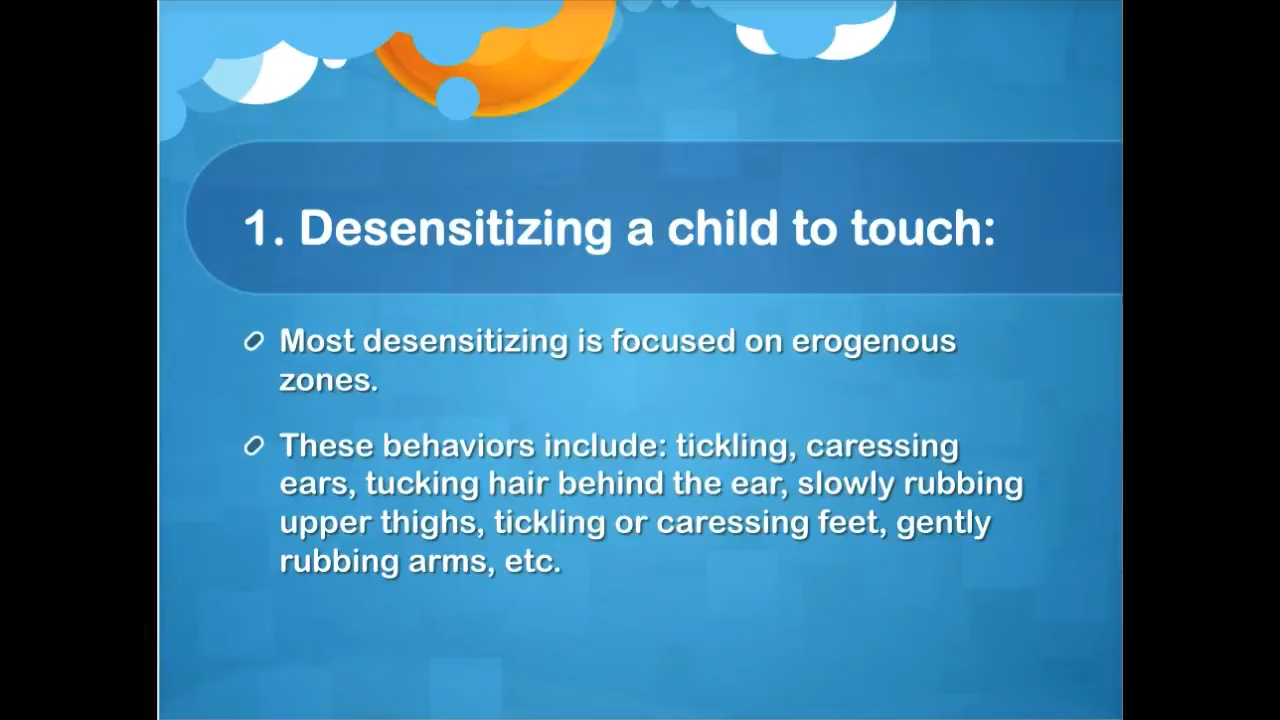 1. Desensitizing a child to touch:
Most desensitizing is focused on erogenous
zones.
These behaviors include: tickling, caressing
ears, tucking hair behind the ear, slowly rubbing
upper thighs, tickling or caressing feet, gently
rubbing arms, etc.